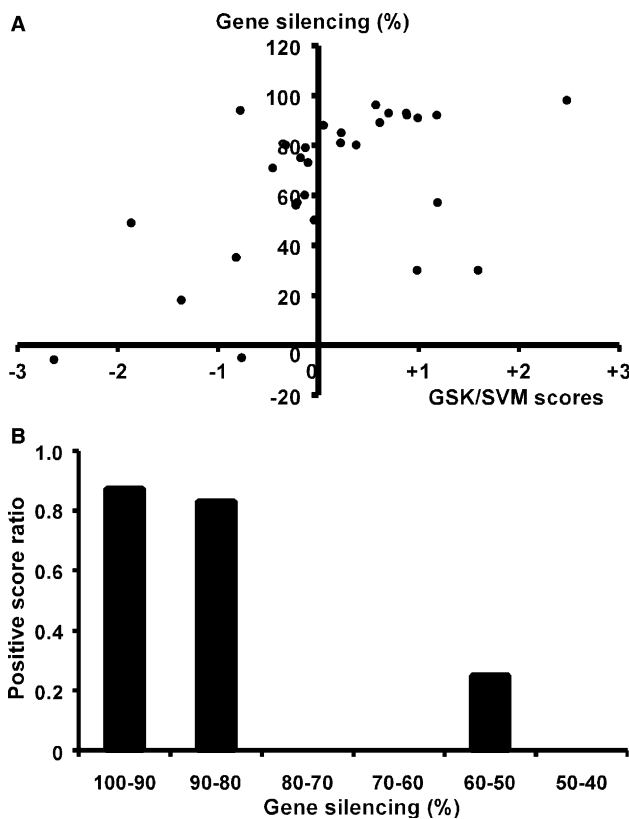 A
Gene silencing (%)
120
100
80
60
40
20
0
-20
-3 -2 -1 0 +1 +2 +3
GSK/SVM scores
B
Positive score ratio
1.0
0.8
0.6
0.4
0.2
0
100-90 90-80 80-70 70-60 60-50 50-40
Gene silencing (%)